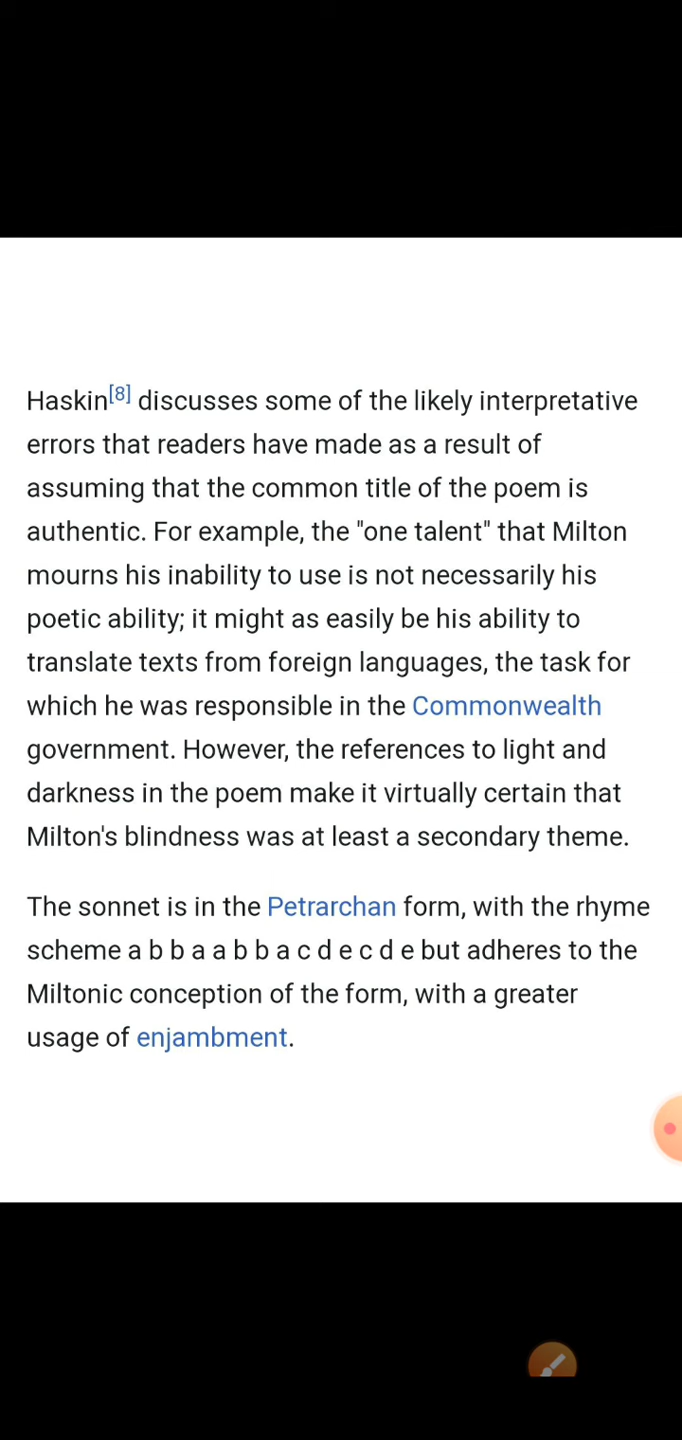 Haskin[8] discusses some of the likely interpretative
errors that readers have made as a result of
assuming that the common title of the poem is
authentic. For example, the "one talent" that Milton
mourns his inability to use is not necessarily his
poetic ability; it might as easily be his ability to
translate texts from foreign languages, the task for
which he was responsible in the Commonwealth
government. However, the references to light and
darkness in the poem make it virtually certain that
Milton's blindness was at least a secondary theme.
The sonnet is in the Petrarchan form, with the rhyme
scheme a b b a a b b a c d e c d e but adheres to the
Miltonic conception of the form, with a greater
usage of enjambment.